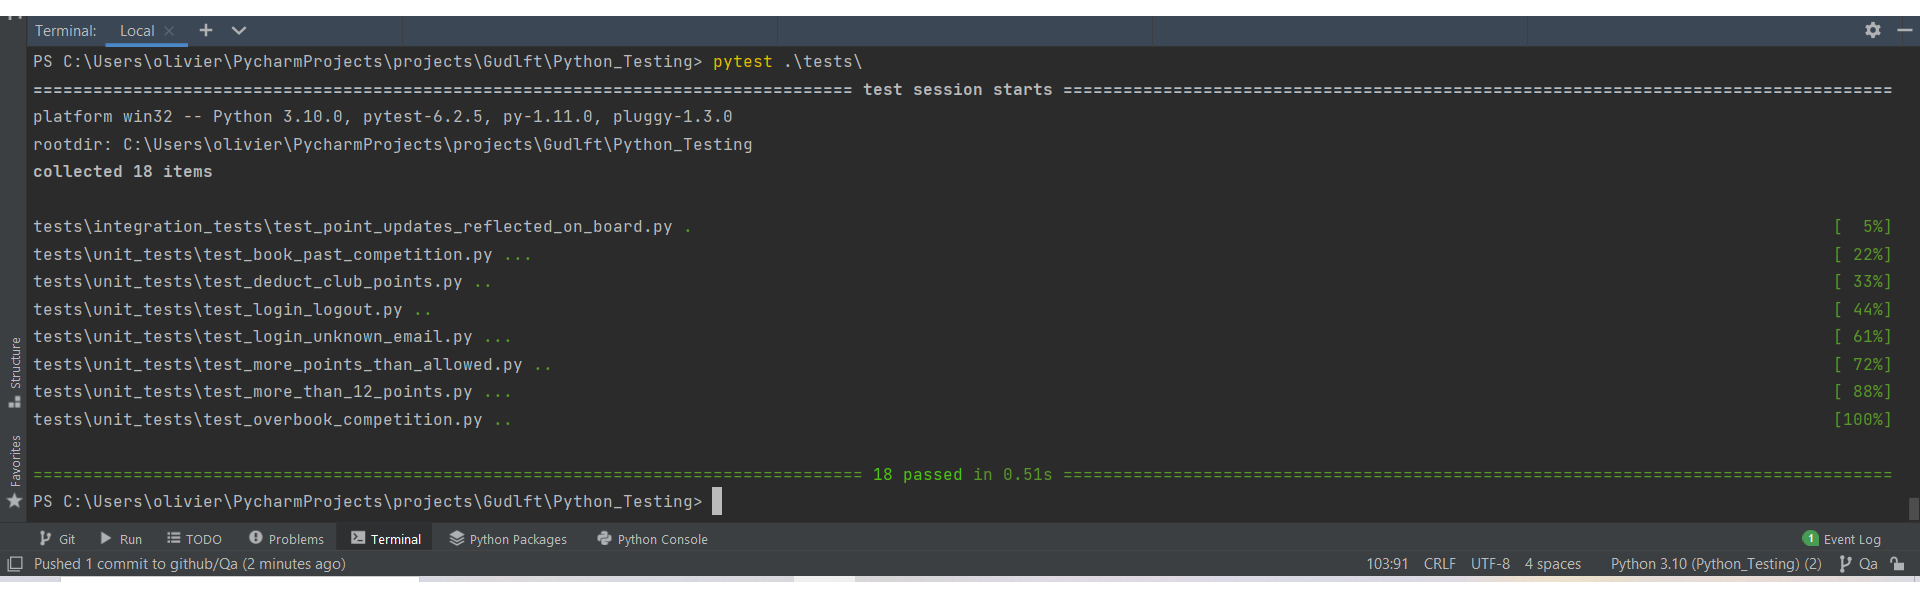 Terminal: Local × + 
PS C:\Users\olivier\PycharmProjects\projects\Gudlft\Python_Testing> pytest .\tests\
================================================================================== test session starts ===================================================================================
platform win32 -- Python 3.10.0, pytest-6.2.5, py-1.11.0, pluggy-1.3.0
rootdir: C:\Users\olivier\PycharmProjects\projects\Gudlft\Python_Testing
collected 18 items
tests\integration_tests\test_point_updates_reflected_on_board.py . [  5%]
tests\unit_tests\test_book_past_competition.py ... [ 22%]
tests\unit_tests\test_deduct_club_points.py .. [ 33%]
tests\unit_tests\test_login_logout.py .. [ 44%]
tests\unit_tests\test_login_unknown_email.py ... [ 61%]
tests\unit_tests\test_more_points_than_allowed.py .. [ 72%]
tests\unit_tests\test_more_than_12_points.py ... [ 88%]
tests\unit_tests\test_overbook_competition.py .. [100%]
=================================================================================== 18 passed in 0.51s ===================================================================================
PS C:\Users\olivier\PycharmProjects\projects\Gudlft\Python_Testing>
Structure
Favorites
Git Run TODO Problems Terminal Python Packages Python Console 1 Event Log
Pushed 1 commit to github/Qa (2 minutes ago) 103:91 CRLF UTF-8 4 spaces Python 3.10 (Python_Testing) (2) Qa